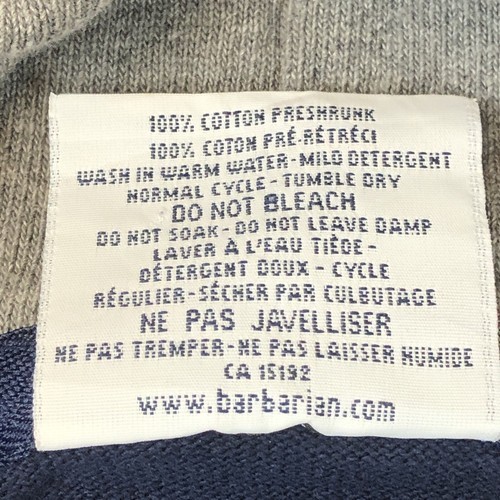 100% COTTON PRESHRUNK
100% COTON PRÉ-RÉTRÉCI
WASH IN WARM WATER-MILD DETERGENT
NORMAL CYCLE-TUMBLE DRY
DO NOT BLEACH
DO NOT SOAK-DO NOT LEAVE DAMP
LAVER À L'EAU TIÈDE-
DÉTERGENT DOUX-CYCLE
RÉGULIER-SÉCHER PAR CULBUTAGE
NE PAS JAVELLISER
NE PAS TREMPER-NE PAS LAISSER HUMIDE
CA 15192
www.barbarian.com